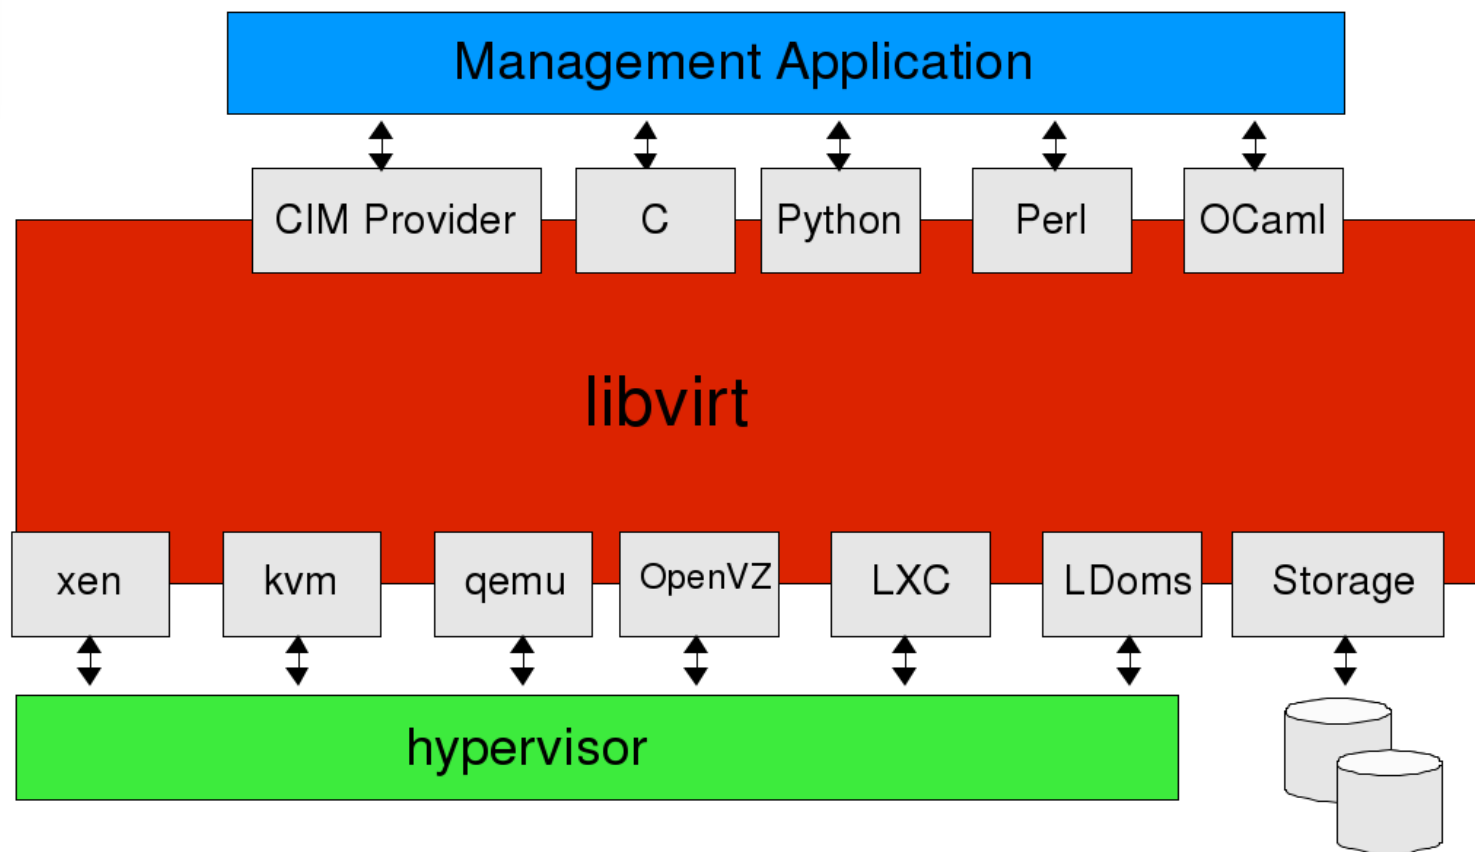 Management Application
CIM Provider
C
Python
Perl
OCaml
libvirt
xen
kvm
qemu
OpenVZ
LXC
LDoms
Storage
hypervisor